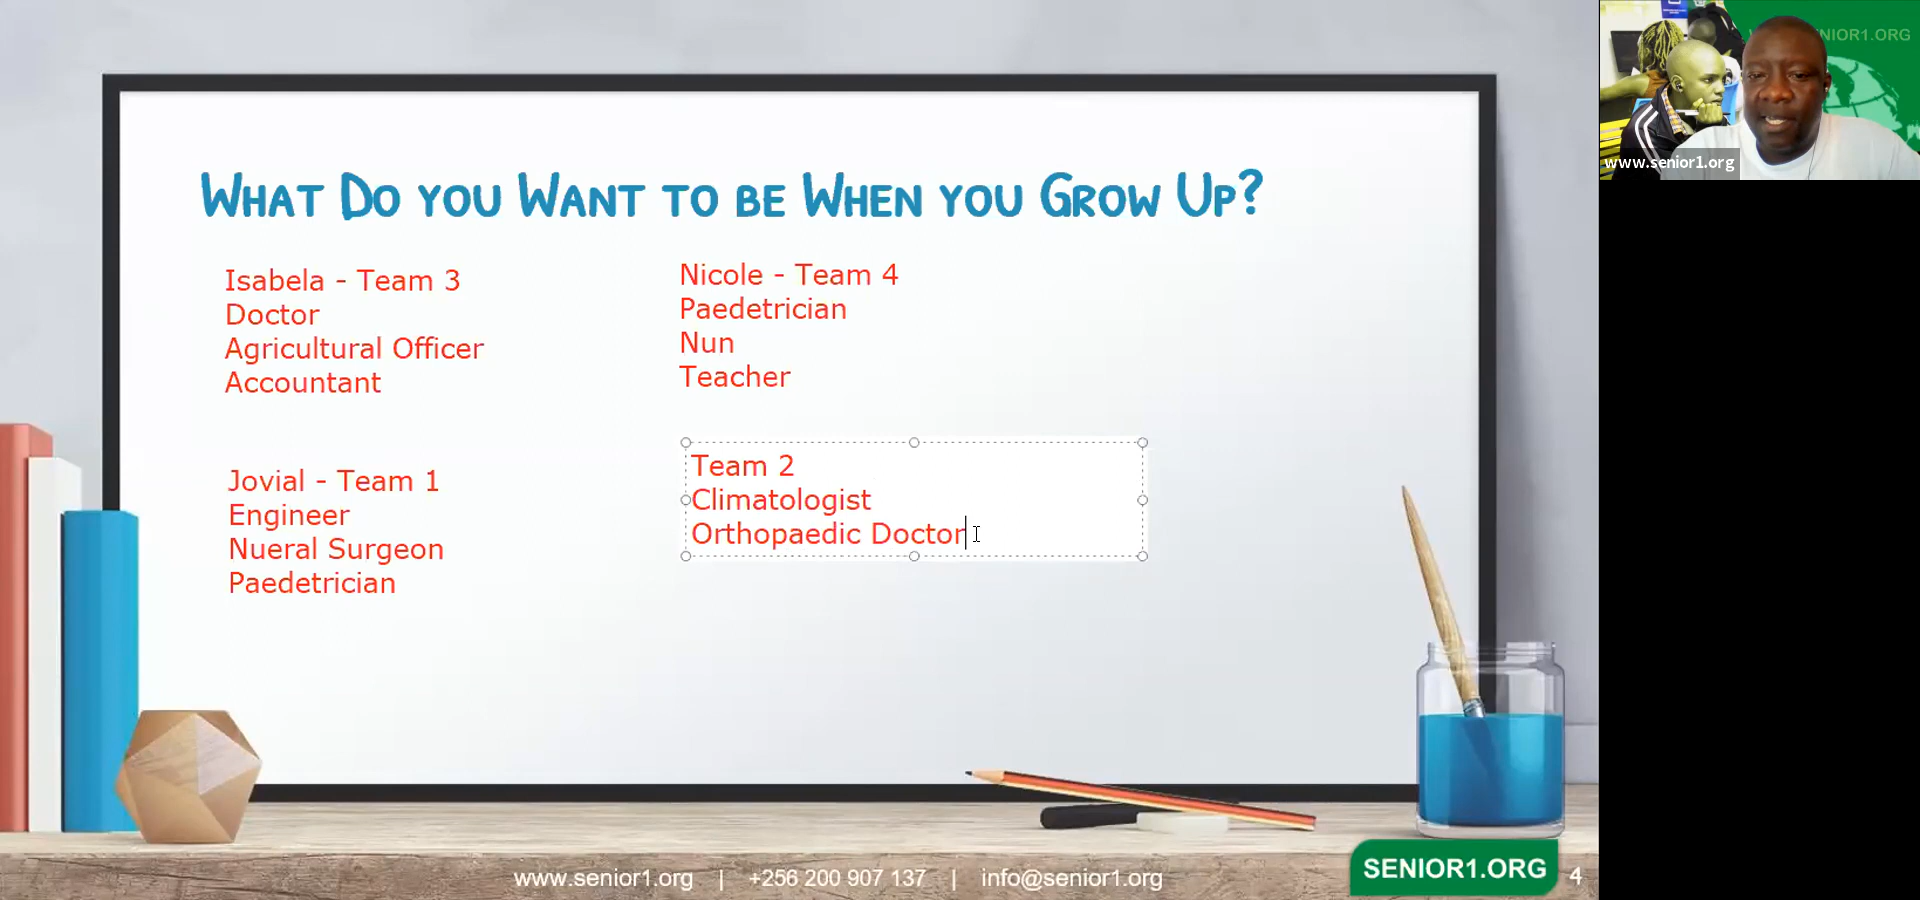 What Do you Want to be When you Grow Up?
Isabela - Team 3
Doctor
Agricultural Officer
Accountant
Nicole - Team 4
Paedetrician
Nun
Teacher
Jovial - Team 1
Engineer
Nueral Surgeon
Paedetrician
Team 2
Climatologist
Orthopaedic Doctor
www.senior1.org | +256 200 907 137 | info@senior1.org
SENIOR1.ORG 4
NIOR1.ORG
www.senior1.org